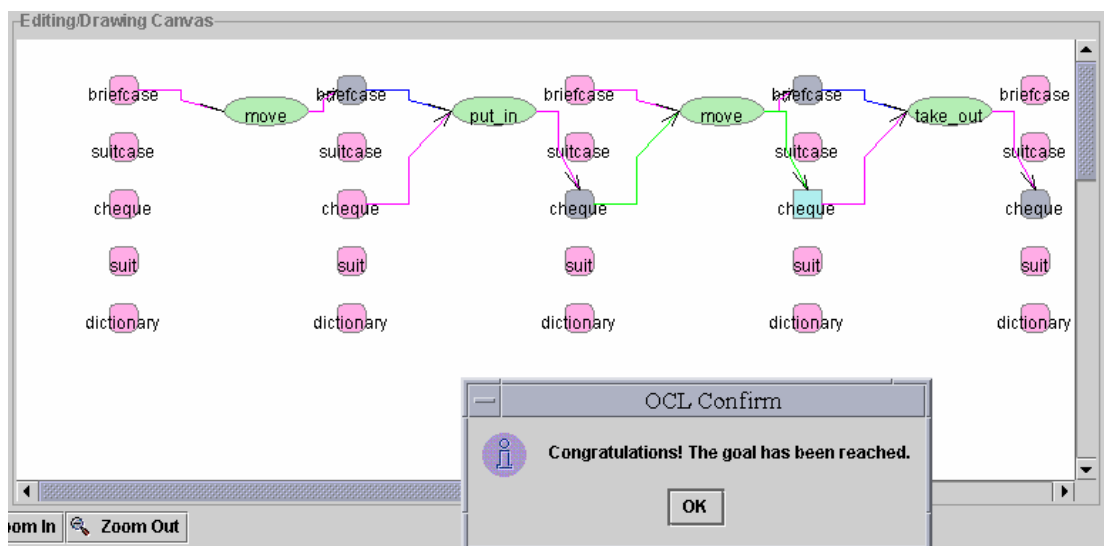 Editing/Drawing Canvas
briefcase briefcase briefcase briefcase briefcase
move put_in move take_out
suitcase suitcase suitcase suitcase suitcase
cheque cheque cheque cheque cheque
suit suit suit suit suit
dictionary dictionary dictionary dictionary dictionary
OCL Confirm
Congratulations! The goal has been reached.
OK
oom In Zoom Out